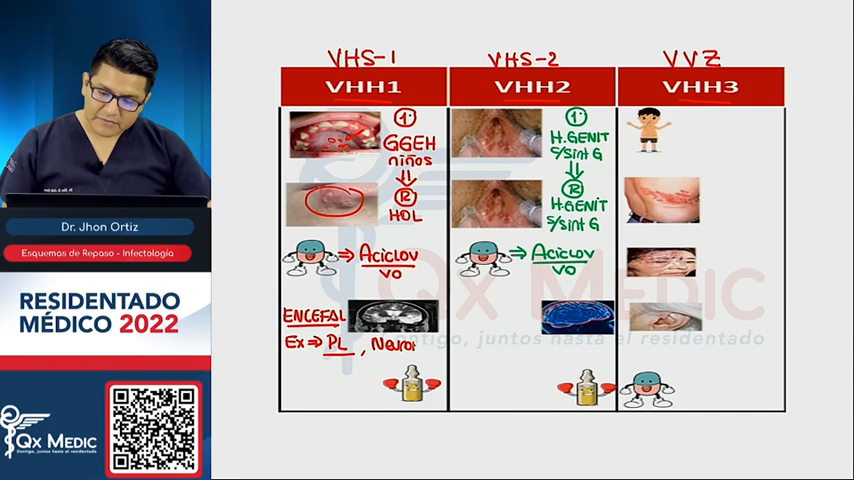 VHS-1
VHS-2
VVZ
VHH1
VHH2
VHH3
1°
GGEH
niños
R
HOL
ACICLOV
VO
ENCEFAL
Ex ⇒ PL, Neuroi
1°
H.GENIT
c/sint G
R
H.GENIT
s/sint G
ACICLOV
VO
QX MEDIC
Contigo, juntos hasta el residentado
Dr. Jhon Ortiz
Esquemas de Repaso - Infectología
RESIDENTADO
MÉDICO 2022
QX MEDIC
Contigo, juntos hasta el residentado